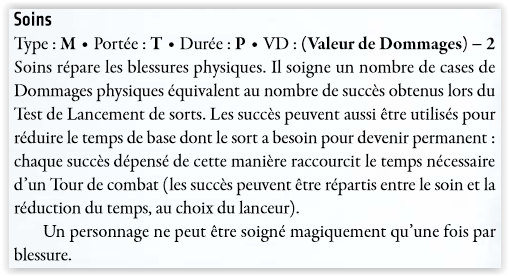 Soins
Type : M • Portée : T • Durée : P • VD : (Valeur de Dommages) – 2
Soins répare les blessures physiques. Il soigne un nombre de cases de
Dommages physiques équivalent au nombre de succès obtenus lors du
Test de Lancement de sorts. Les succès peuvent aussi être utilisés pour
réduire le temps de base dont le sort a besoin pour devenir permanent :
chaque succès dépensé de cette manière raccourcit le temps nécessaire
d'un Tour de combat (les succès peuvent être répartis entre le soin et la
réduction du temps, au choix du lanceur).
Un personnage ne peut être soigné magiquement qu'une fois par
blessure.